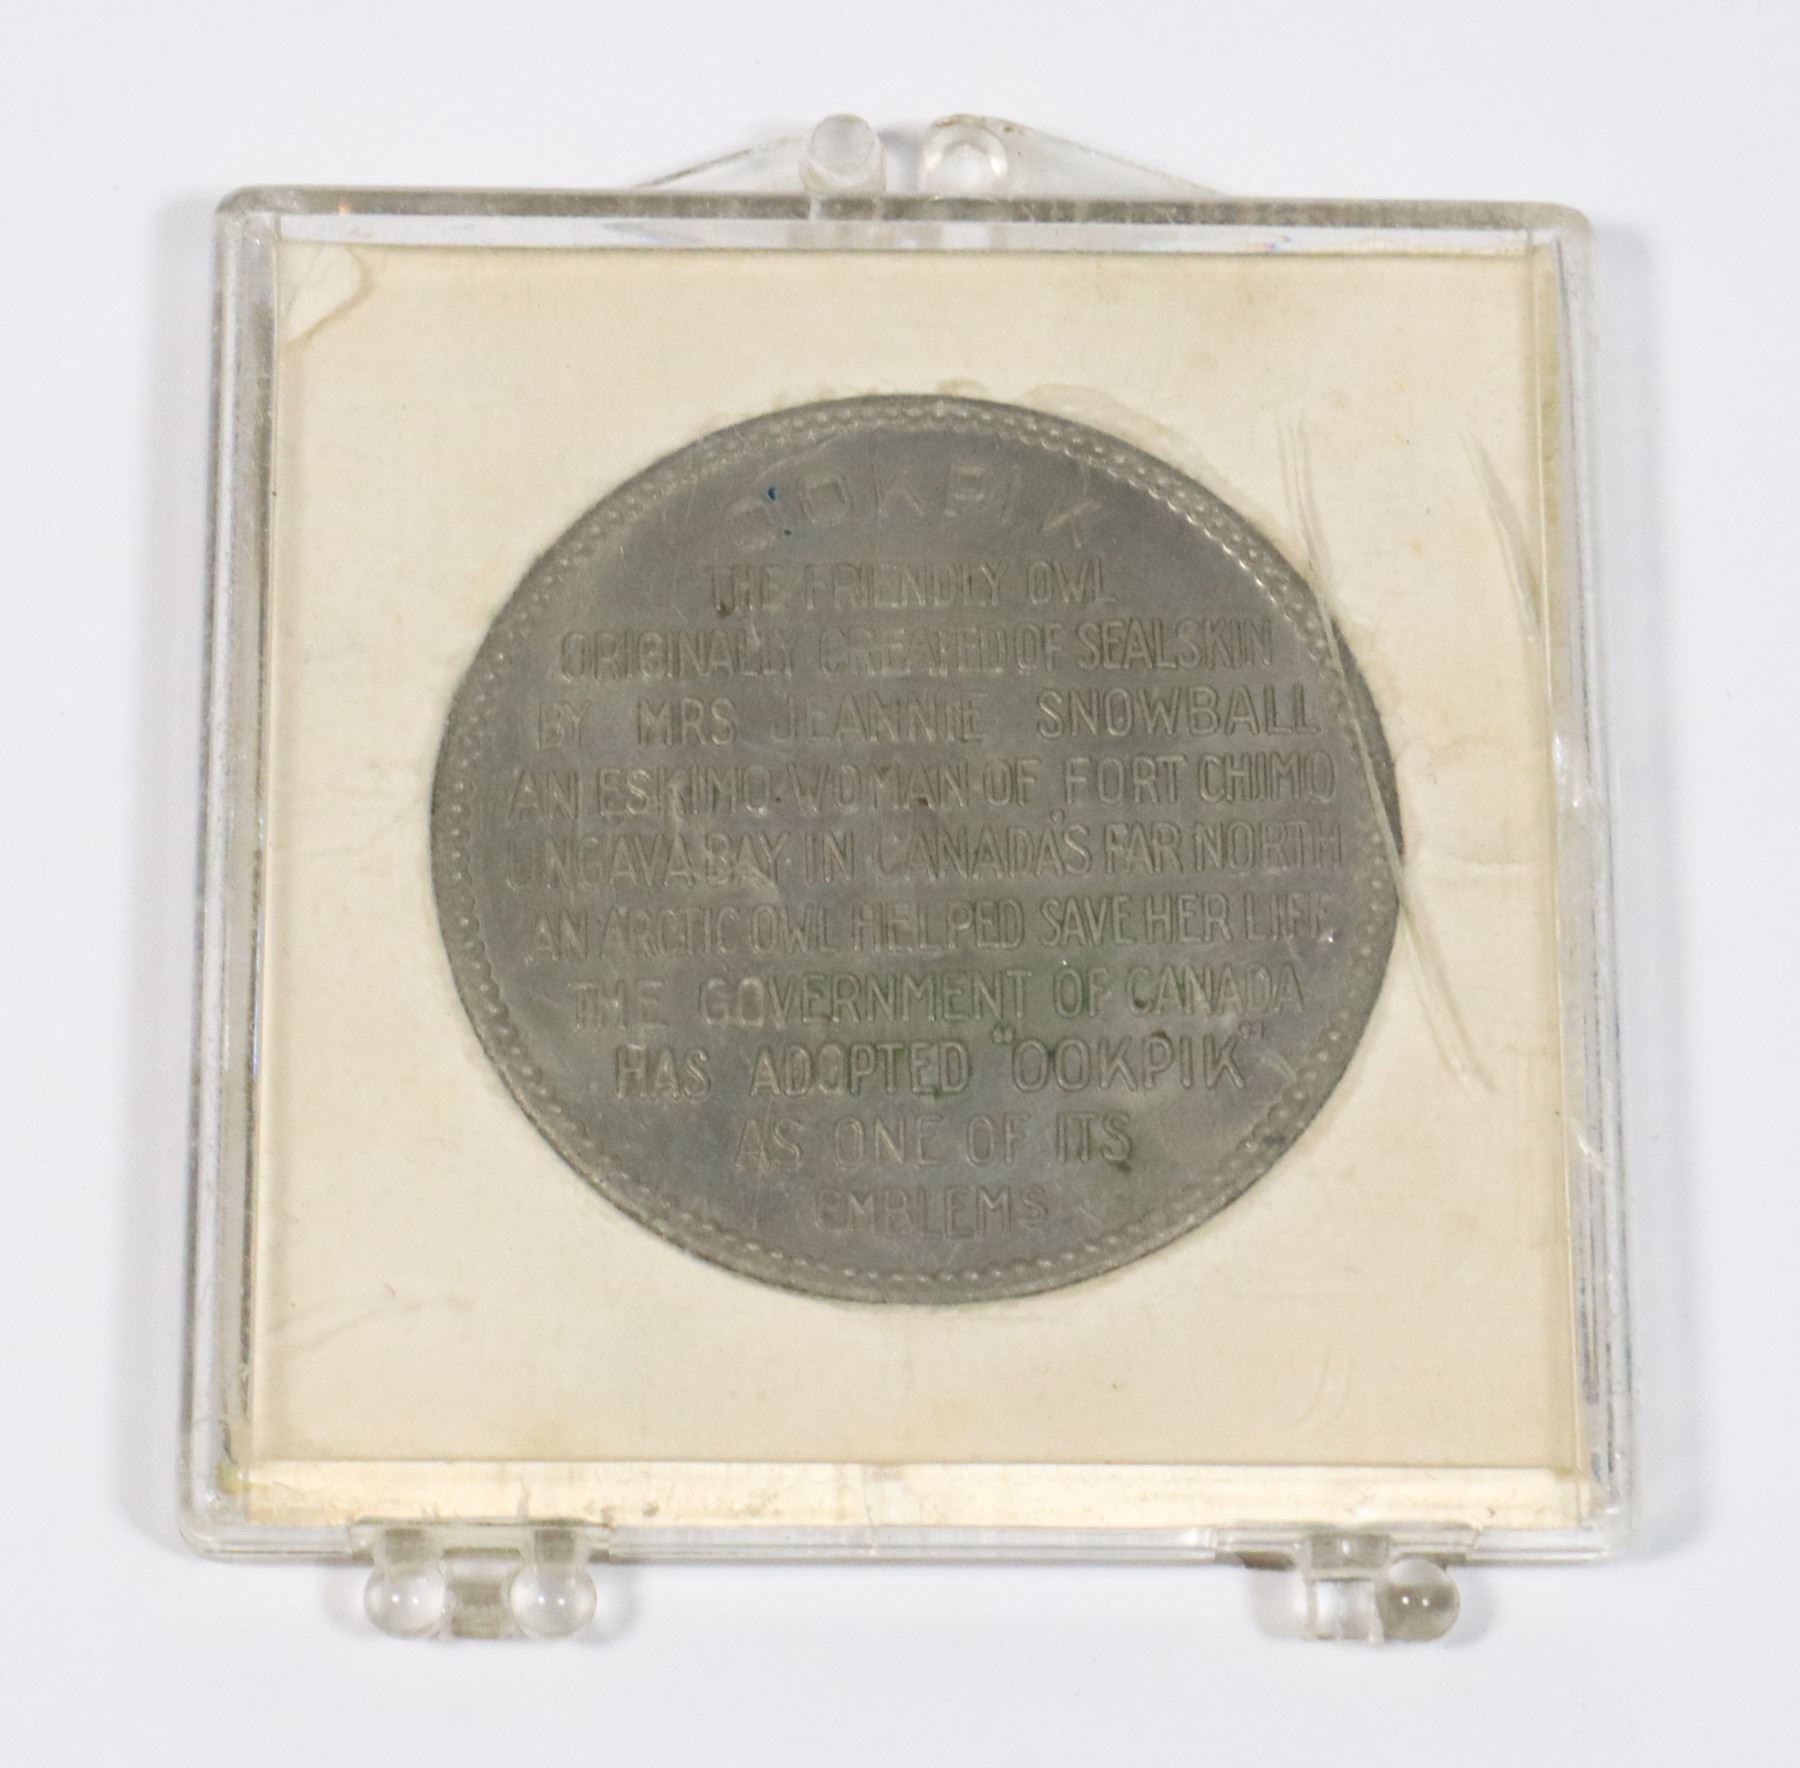 OOKPIK
THE FRIENDLY OWL
ORIGINALLY CREATED OF SEALSKIN
BY MRS JEANNIE SNOWBALL
AN ESKIMO WOMAN OF FORT CHIMO
UNGAVA BAY IN CANADA'S FAR NORTH
AN ARCTIC OWL HELPED SAVE HER LIFE
THE GOVERNMENT OF CANADA
HAS ADOPTED "OOKPIK"
AS ONE OF ITS
EMBLEMS